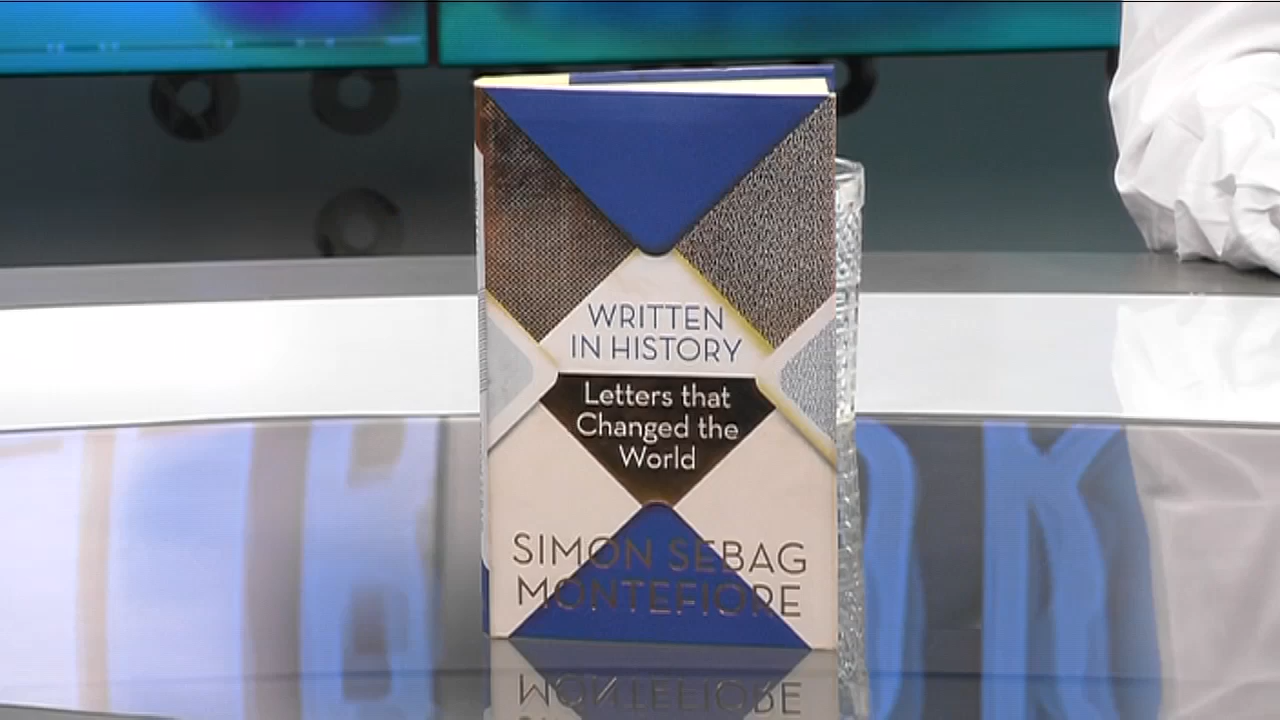 WRITTEN
IN HISTORY
Letters that
Changed the
World
SIMON SEBAG
MONTEFIORE